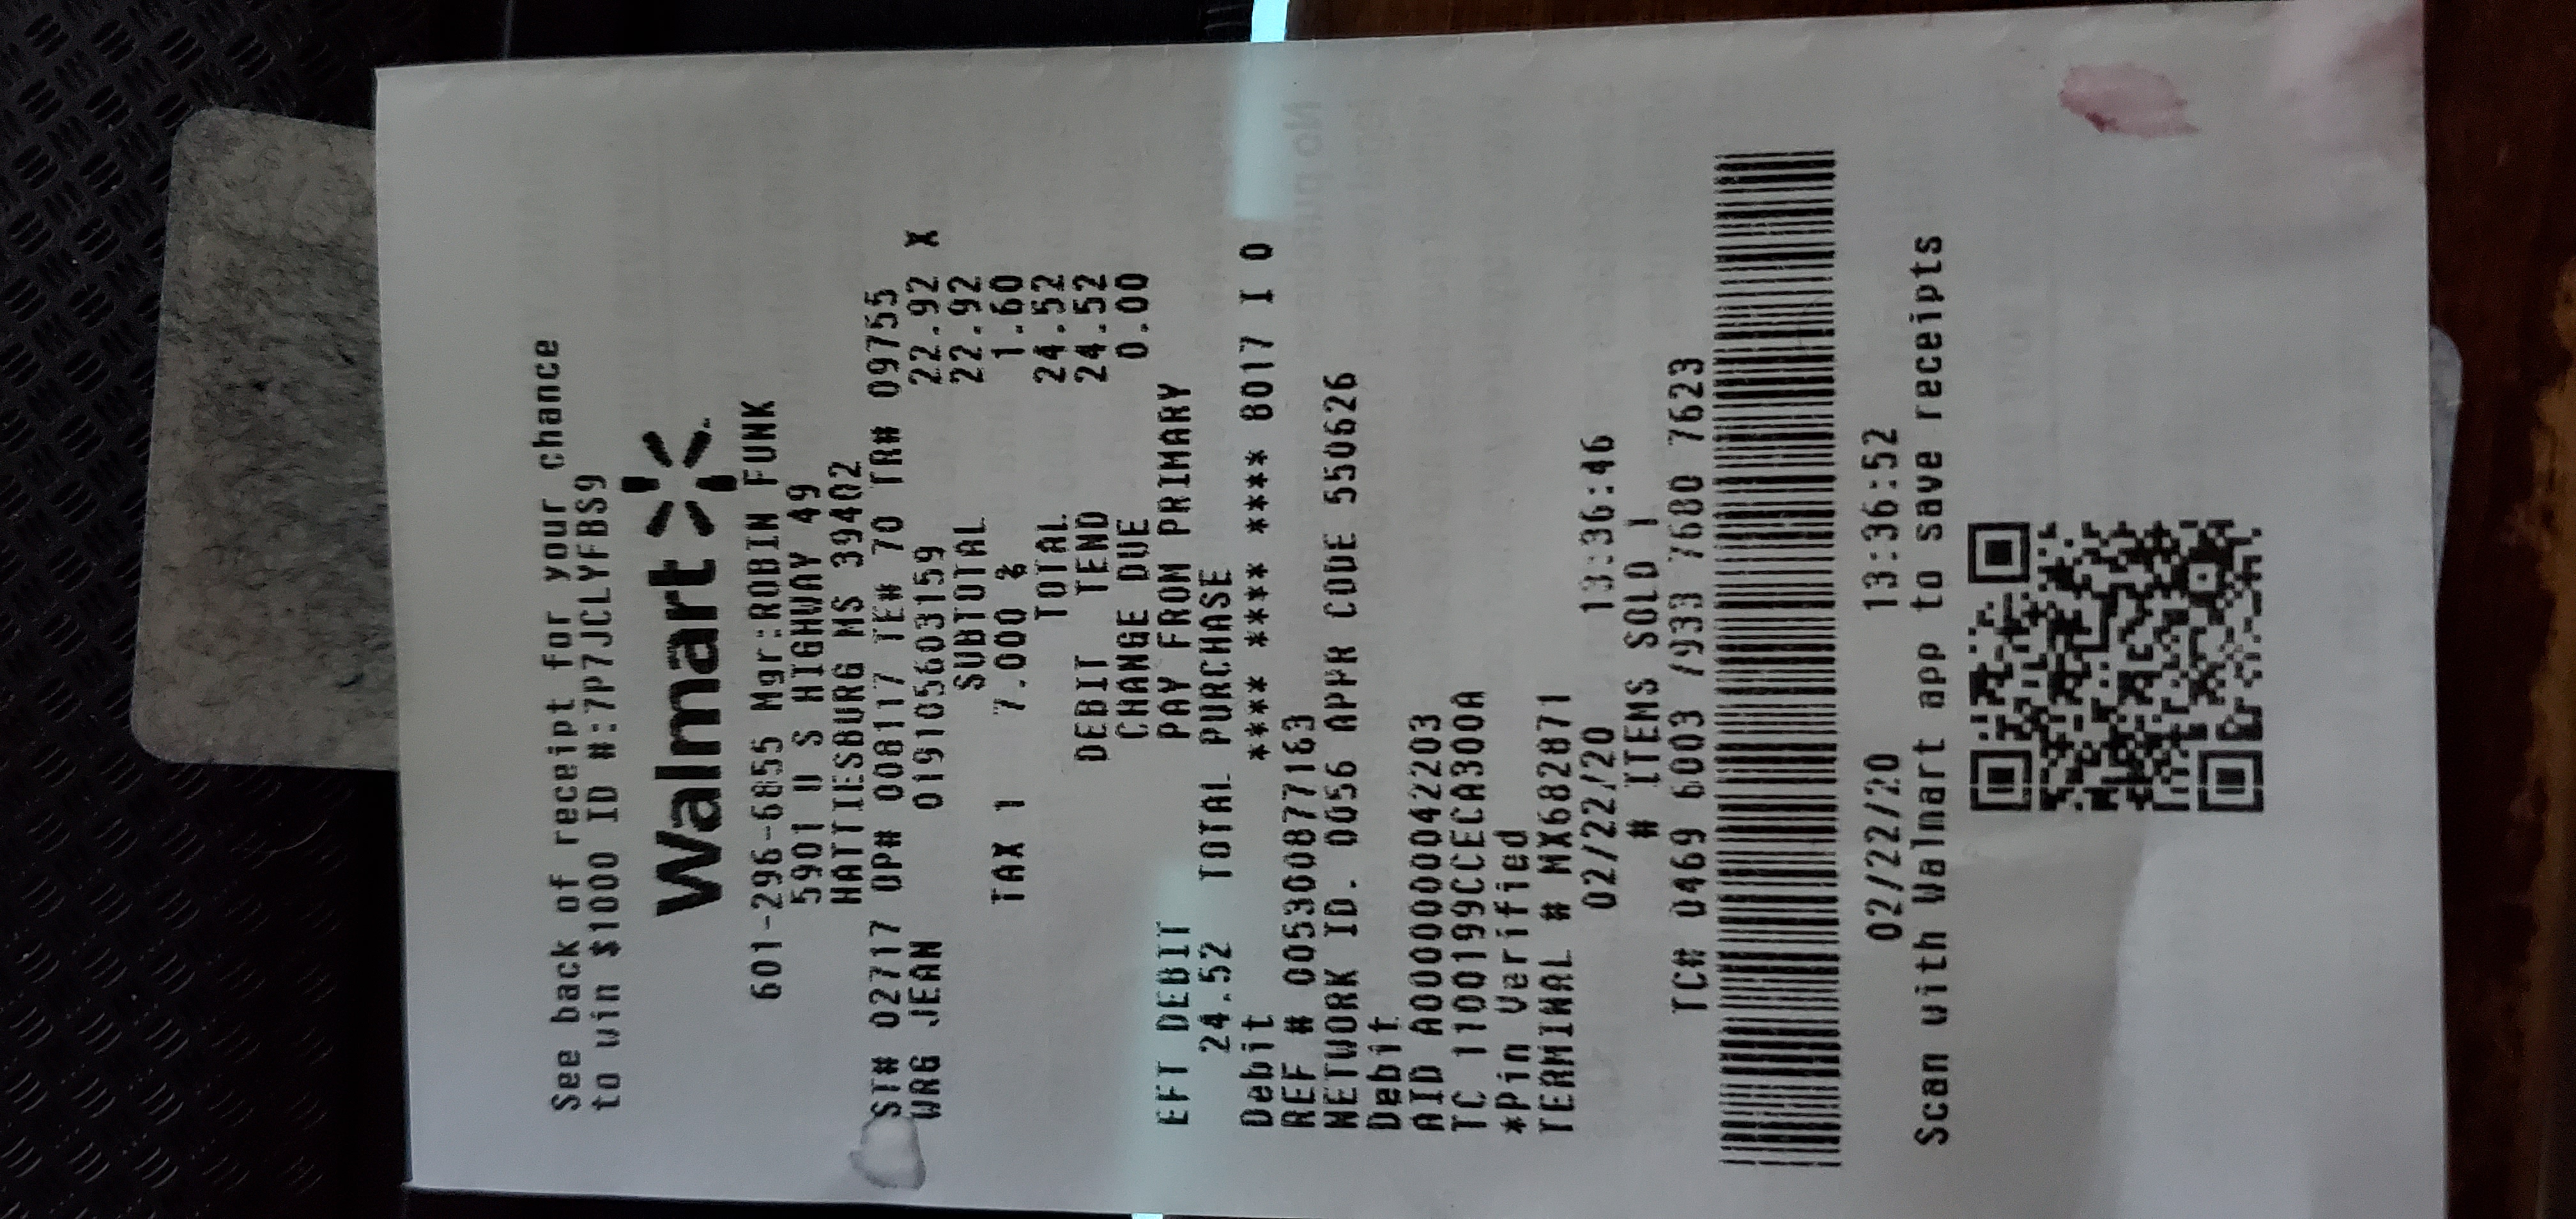 See back of receipt for your chance
to win $1000 ID #:7P7JCLYFBS9
Walmart
601-296-6855 Mgr:ROBIN FUNK
5901 U S HIGHWAY 49
HATTIESBURG MS 39402
ST# 02717 OP# 008117 TE# 70 TR# 09755
WRG JEAN 019105603159 22.92 X
SUBTOTAL 22.92
TAX 1 7.000 % 1.60
TOTAL 24.52
DEBIT TEND 24.52
CHANGE DUE 0.00
EFT DEBIT PAY FROM PRIMARY
24.52 TOTAL PURCHASE
Debit **** **** **** 8017 I 0
REF # 005300877163
NETWORK ID. 0056 APPR CODE 550626
Debit
AID A0000000042203
TC 1100199CCECA300A
*Pin Verified
TERMINAL # MX682871
02/22/20 13:36:46
# ITEMS SOLD 1
TC# 0469 6003 7933 7680 7623
02/22/20 13:36:52
Scan with Walmart app to save receipts